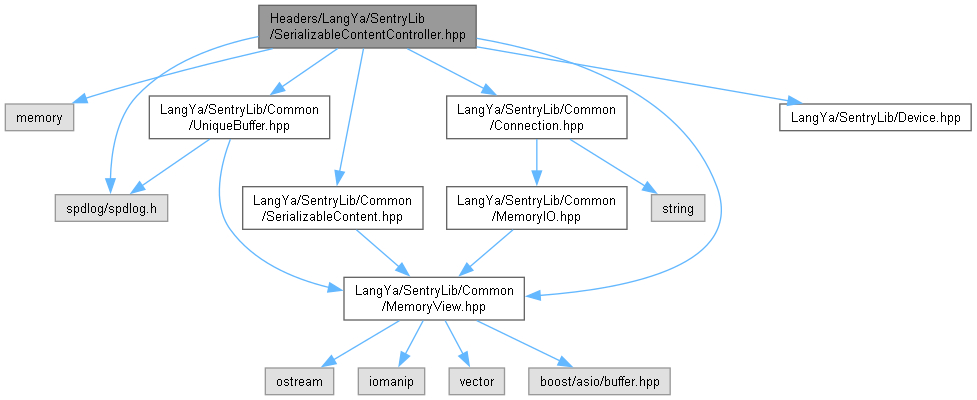 Headers/LangYa/SentryLib
/SerializableContentController.hpp
memory
LangYa/SentryLib/Common
/UniqueBuffer.hpp
LangYa/SentryLib/Common
/Connection.hpp
LangYa/SentryLib/Device.hpp
spdlog/spdlog.h
LangYa/SentryLib/Common
/SerializableContent.hpp
LangYa/SentryLib/Common
/MemoryIO.hpp
string
LangYa/SentryLib/Common
/MemoryView.hpp
ostream
iomanip
vector
boost/asio/buffer.hpp